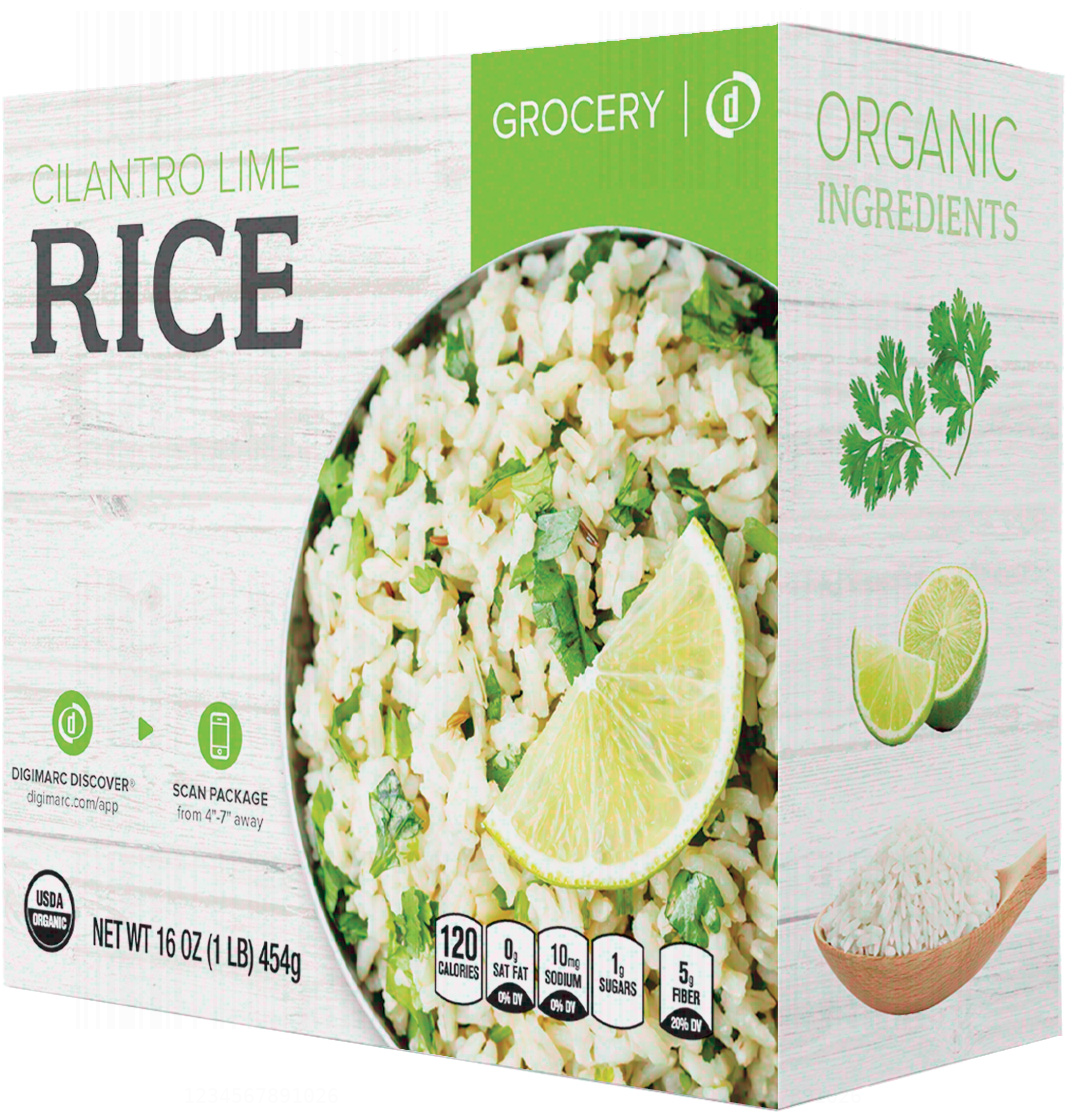 CILANTRO LIME
RICE
GROCERY | d
d
DIGIMARC DISCOVER®
digimarc.com/app
SCAN PACKAGE
from 4"-7" away
USDA
ORGANIC
NET WT 16 OZ (1 LB) 454g
120
CALORIES
0g
SAT FAT
0% DV
10mg
SODIUM
0% DV
1g
SUGARS
5g
FIBER
20% DV
ORGANIC
INGREDIENTS